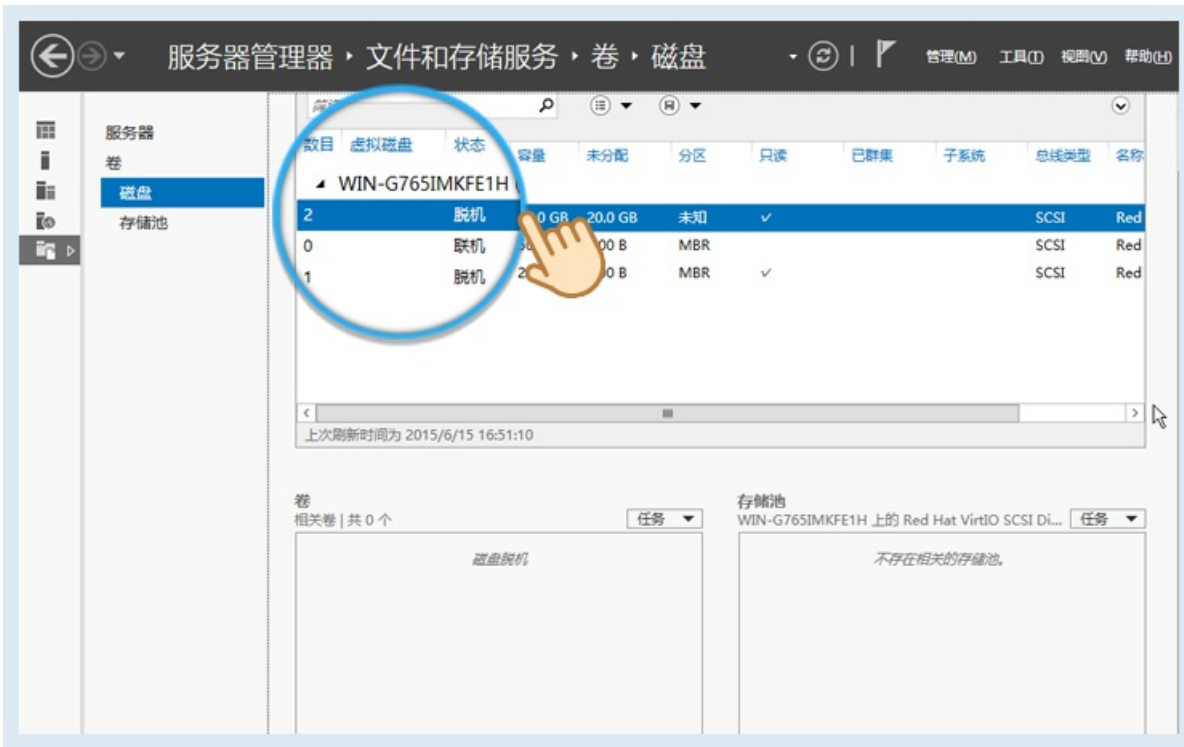 服务器管理器 · 文件和存储服务 · 卷 · 磁盘
管理(M) 工具(T) 视图(V) 帮助(H)
服务器
卷
磁盘
存储池
数目 虚拟磁盘 状态 容量 未分配 分区 只读 已群集 子系统 总线类型 名称
WIN-G765IMKFE1H (
2 脱机 0 GB 20.0 GB 未知 ✓ SCSI Red
0 联机 00 B MBR SCSI Red
1 脱机 2 0 B MBR ✓ SCSI Red
上次刷新时间为 2015/6/15 16:51:10
卷
相关卷 | 共 0 个
任务
磁盘脱机
存储池
WIN-G765IMKFE1H 上的 Red Hat VirtIO SCSI Di...
任务
不存在相关的存储池。